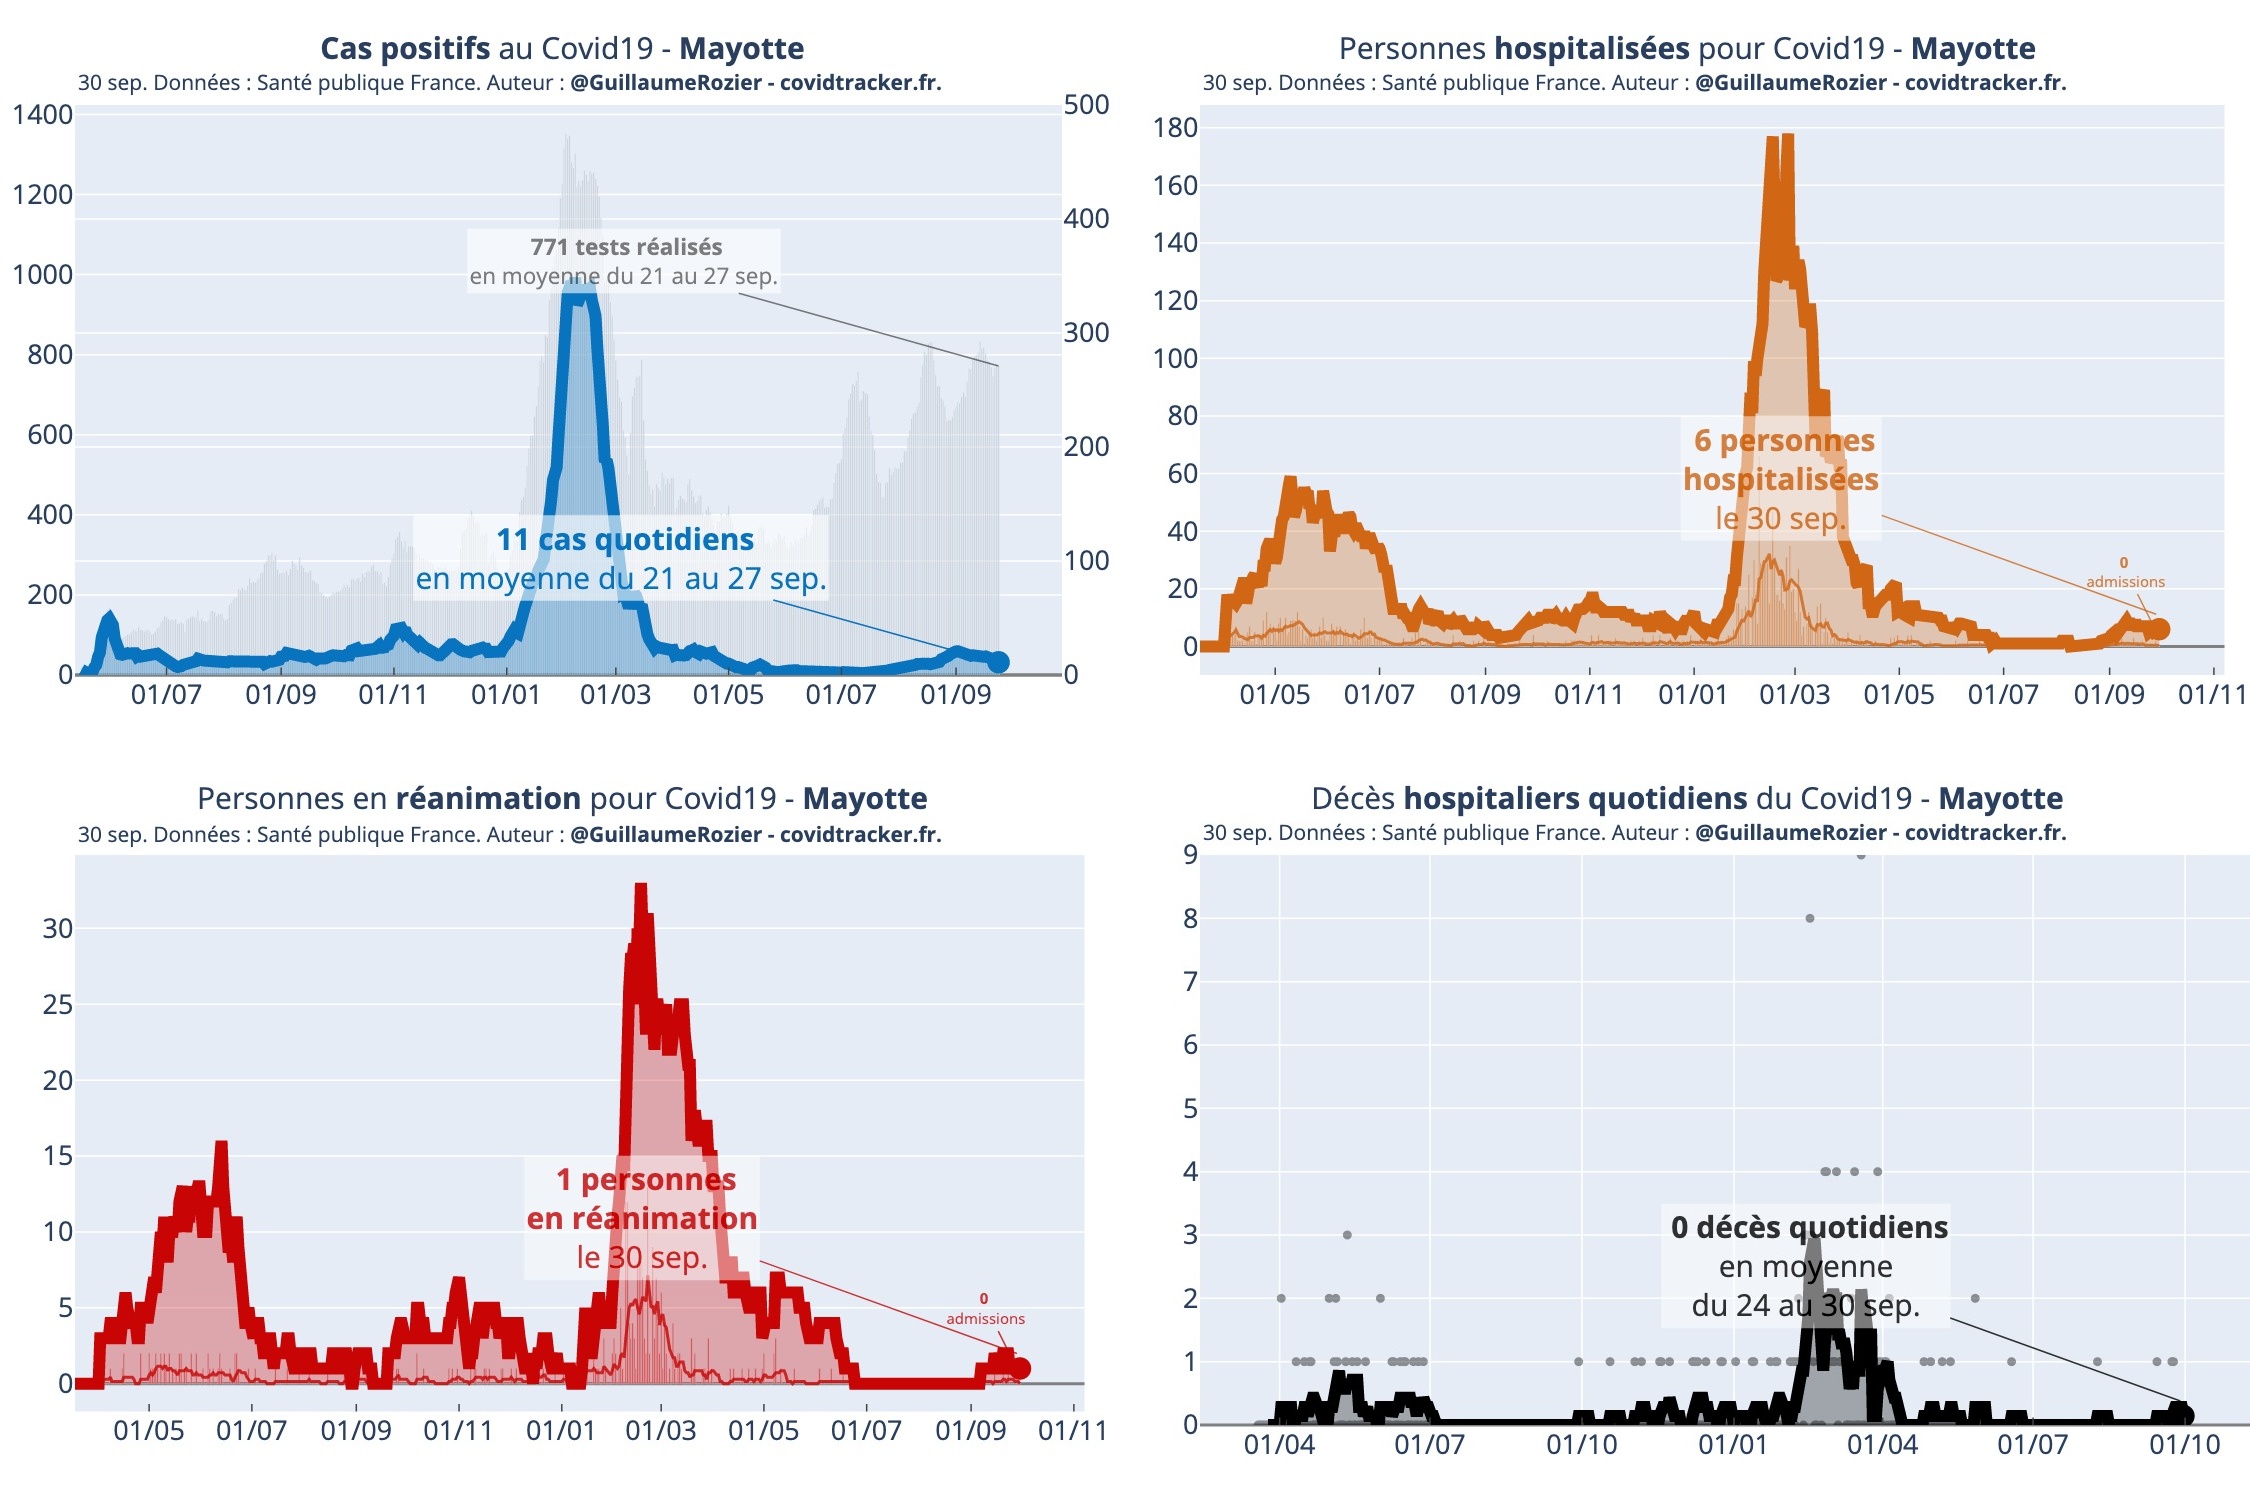 Cas positifs au Covid19 - Mayotte
30 sep. Données : Santé publique France. Auteur : @GuillaumeRozier - covidtracker.fr.
1400
1200
1000
800
600
400
200
0
500
400
300
200
100
0
771 tests réalisés
en moyenne du 21 au 27 sep.
11 cas quotidiens
en moyenne du 21 au 27 sep.
01/07 01/09 01/11 01/01 01/03 01/05 01/07 01/09
Personnes hospitalisées pour Covid19 - Mayotte
30 sep. Données : Santé publique France. Auteur : @GuillaumeRozier - covidtracker.fr.
180
160
140
120
100
80
60
40
20
0
6 personnes
hospitalisées
le 30 sep.
0
admissions
01/05 01/07 01/09 01/11 01/01 01/03 01/05 01/07 01/09 01/11
Personnes en réanimation pour Covid19 - Mayotte
30 sep. Données : Santé publique France. Auteur : @GuillaumeRozier - covidtracker.fr.
30
25
20
15
10
5
0
1 personnes
en réanimation
le 30 sep.
0
admissions
01/05 01/07 01/09 01/11 01/01 01/03 01/05 01/07 01/09 01/11
Décès hospitaliers quotidiens du Covid19 - Mayotte
30 sep. Données : Santé publique France. Auteur : @GuillaumeRozier - covidtracker.fr.
9
8
7
6
5
4
3
2
1
0
0 décès quotidiens
en moyenne
du 24 au 30 sep.
01/04 01/07 01/10 01/01 01/04 01/07 01/10